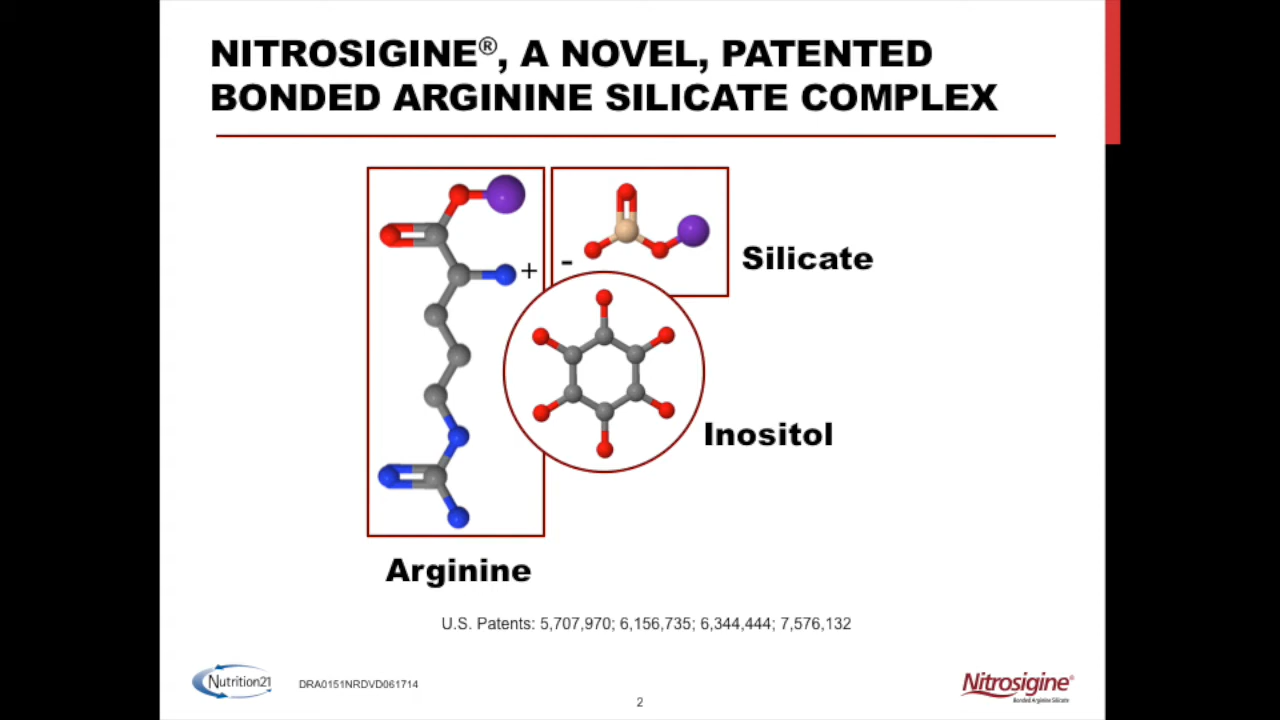 NITROSIGINE®, A NOVEL, PATENTED
BONDED ARGININE SILICATE COMPLEX
+
-
Silicate
Inositol
Arginine
U.S. Patents: 5,707,970; 6,156,735; 6,344,444; 7,576,132
Nutrition21
DRA0151NRDVD061714
2
Nitrosigine®
Bonded Arginine Silicate